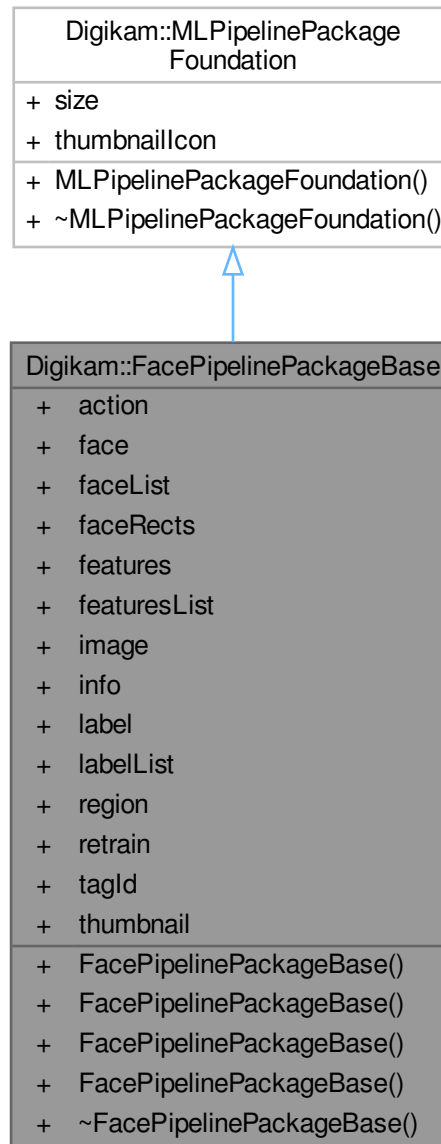 Digikam::MLPipelinePackage
Foundation
+ size
+ thumbnailIcon
+ MLPipelinePackageFoundation()
+ ~MLPipelinePackageFoundation()
Digikam::FacePipelinePackageBase
+ action
+ face
+ faceList
+ faceRects
+ features
+ featuresList
+ image
+ info
+ label
+ labelList
+ region
+ retrain
+ tagId
+ thumbnail
+ FacePipelinePackageBase()
+ FacePipelinePackageBase()
+ FacePipelinePackageBase()
+ FacePipelinePackageBase()
+ ~FacePipelinePackageBase()